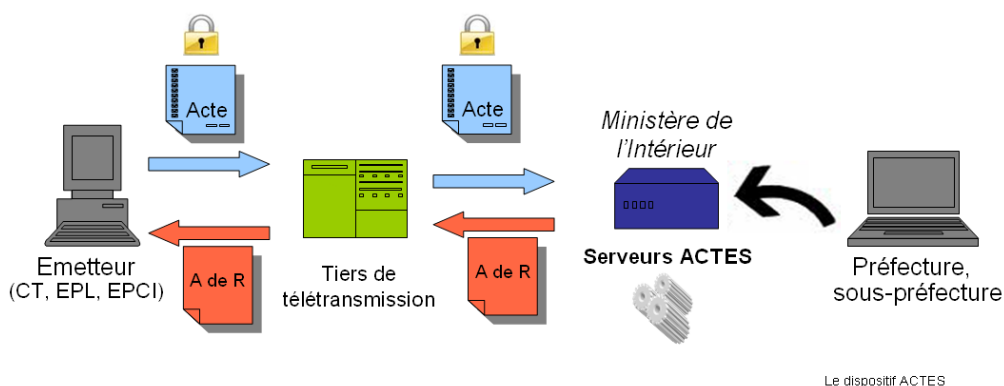 Acte
Acte
Ministère de
l'Intérieur
Emetteur
(CT, EPL, EPCI)
A de R
Tiers de
télétransmission
A de R
Serveurs ACTES
Préfecture,
sous-préfecture
Le dispositif ACTES